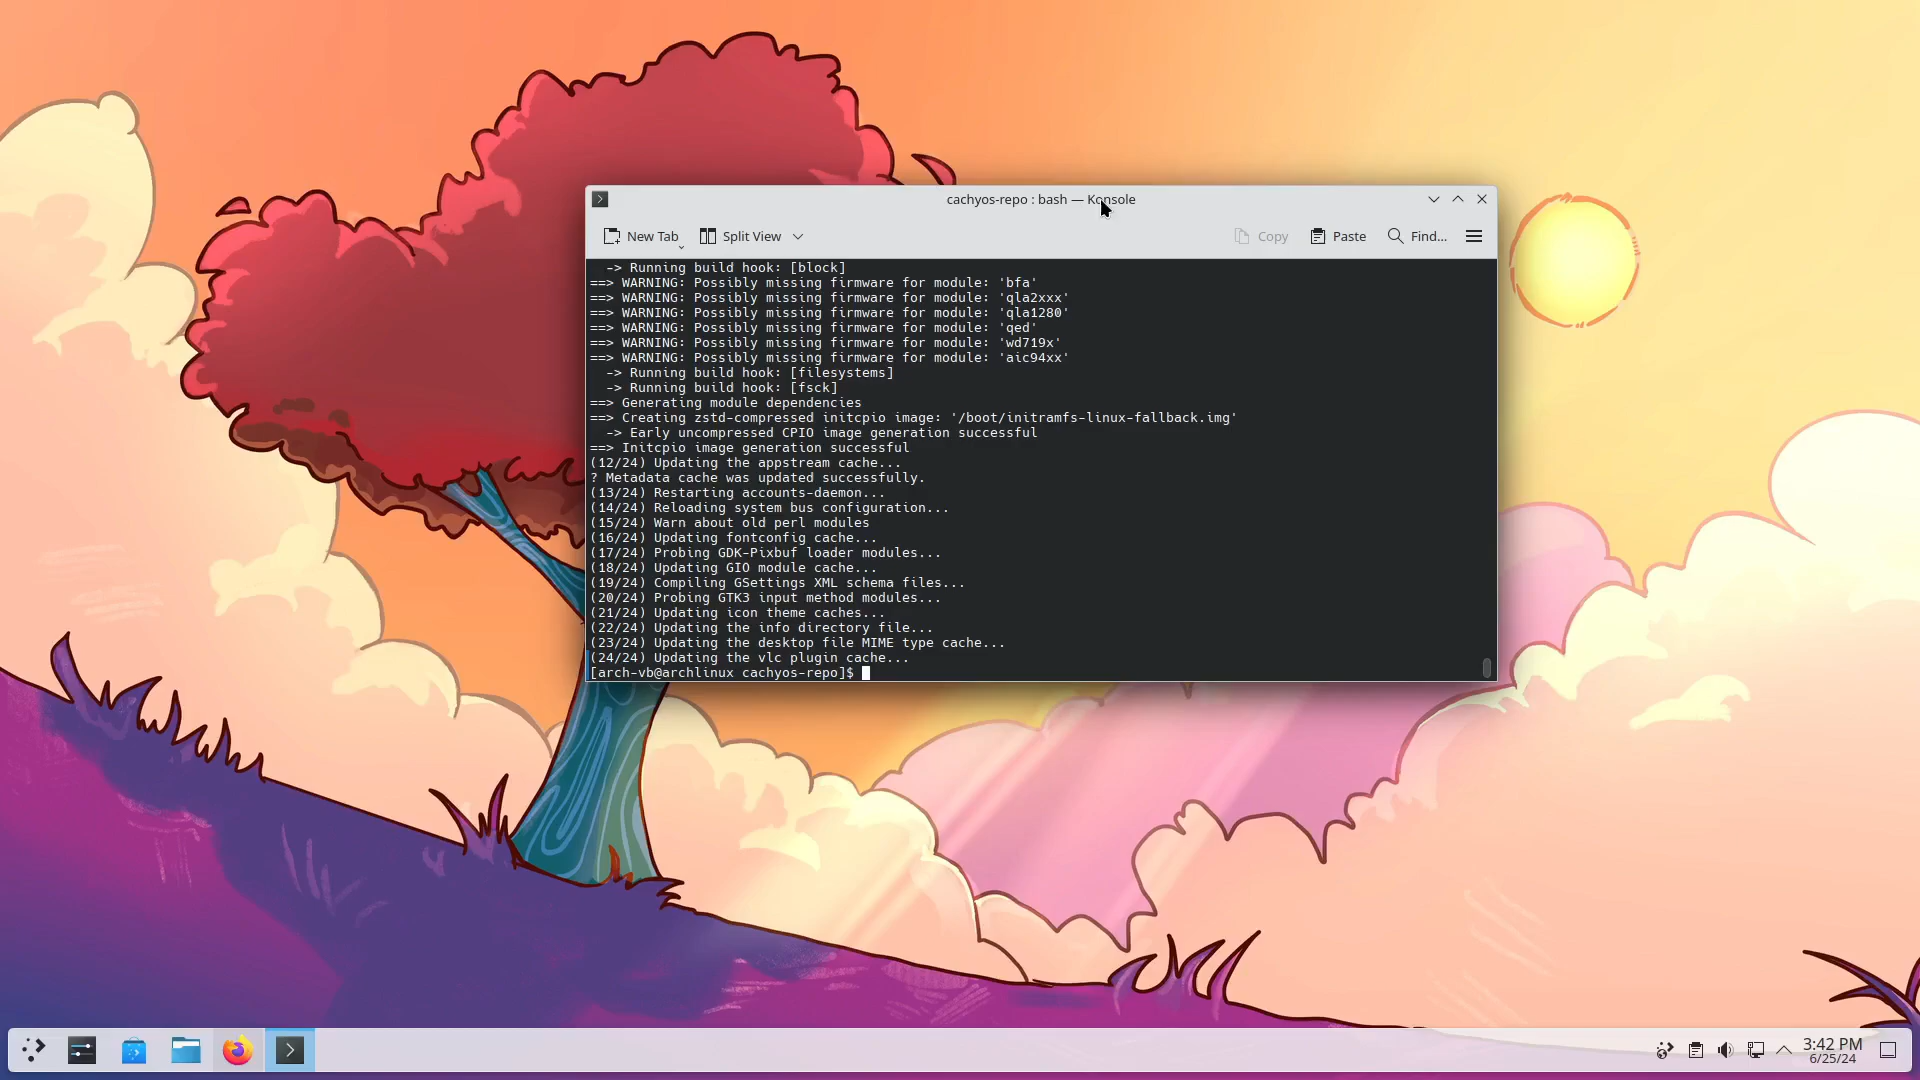 cachyos-repo : bash — Konsole
New Tab
Split View
Copy
Paste
Find...
-> Running build hook: [block]
==> WARNING: Possibly missing firmware for module: 'bfa'
==> WARNING: Possibly missing firmware for module: 'qla2xxx'
==> WARNING: Possibly missing firmware for module: 'qla1280'
==> WARNING: Possibly missing firmware for module: 'qed'
==> WARNING: Possibly missing firmware for module: 'wd719x'
==> WARNING: Possibly missing firmware for module: 'aic94xx'
-> Running build hook: [filesystems]
-> Running build hook: [fsck]
==> Generating module dependencies
==> Creating zstd-compressed initcpio image: '/boot/initramfs-linux-fallback.img'
-> Early uncompressed CPIO image generation successful
==> Initcpio image generation successful
(12/24) Updating the appstream cache...
? Metadata cache was updated successfully.
(13/24) Restarting accounts-daemon...
(14/24) Reloading system bus configuration...
(15/24) Warn about old perl modules
(16/24) Updating fontconfig cache...
(17/24) Probing GDK-Pixbuf loader modules...
(18/24) Updating GIO module cache...
(19/24) Compiling GSettings XML schema files...
(20/24) Probing GTK3 input method modules...
(21/24) Updating icon theme caches...
(22/24) Updating the info directory file...
(23/24) Updating the desktop file MIME type cache...
(24/24) Updating the vlc plugin cache...
[arch-vb@archlinux cachyos-repo]$
3:42 PM
6/25/24